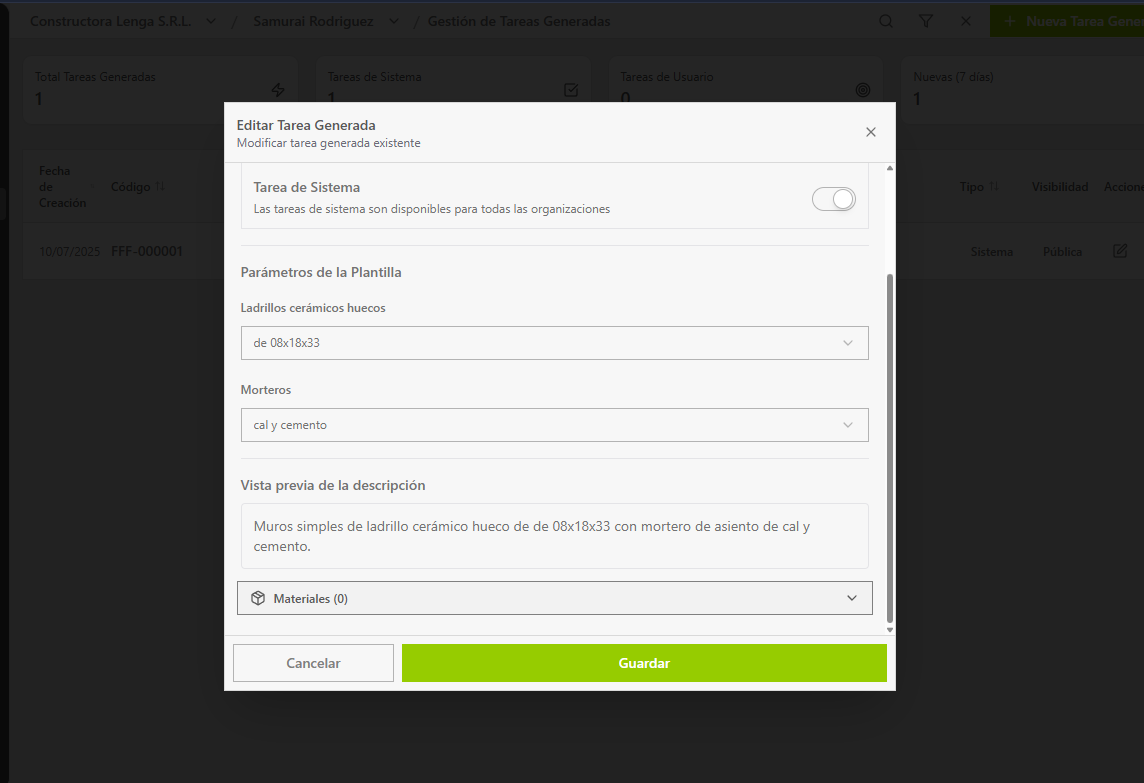 Constructora Lenga S.R.L. / Samurai Rodriguez / Gestión de Tareas Generadas
+ Nueva Tarea Gene
Total Tareas Generadas
1
Tareas de Sistema
1
Tareas de Usuario
0
Nuevas (7 días)
1
Editar Tarea Generada
Modificar tarea generada existente
Fecha
de
Creación
Código
Tipo
Visibilidad
Accione
10/07/2025
FFF-000001
Sistema
Pública
Tarea de Sistema
Las tareas de sistema son disponibles para todas las organizaciones
Parámetros de la Plantilla
Ladrillos cerámicos huecos
de 08x18x33
Morteros
cal y cemento
Vista previa de la descripción
Muros simples de ladrillo cerámico hueco de de 08x18x33 con mortero de asiento de cal y
cemento.
Materiales (0)
Cancelar
Guardar